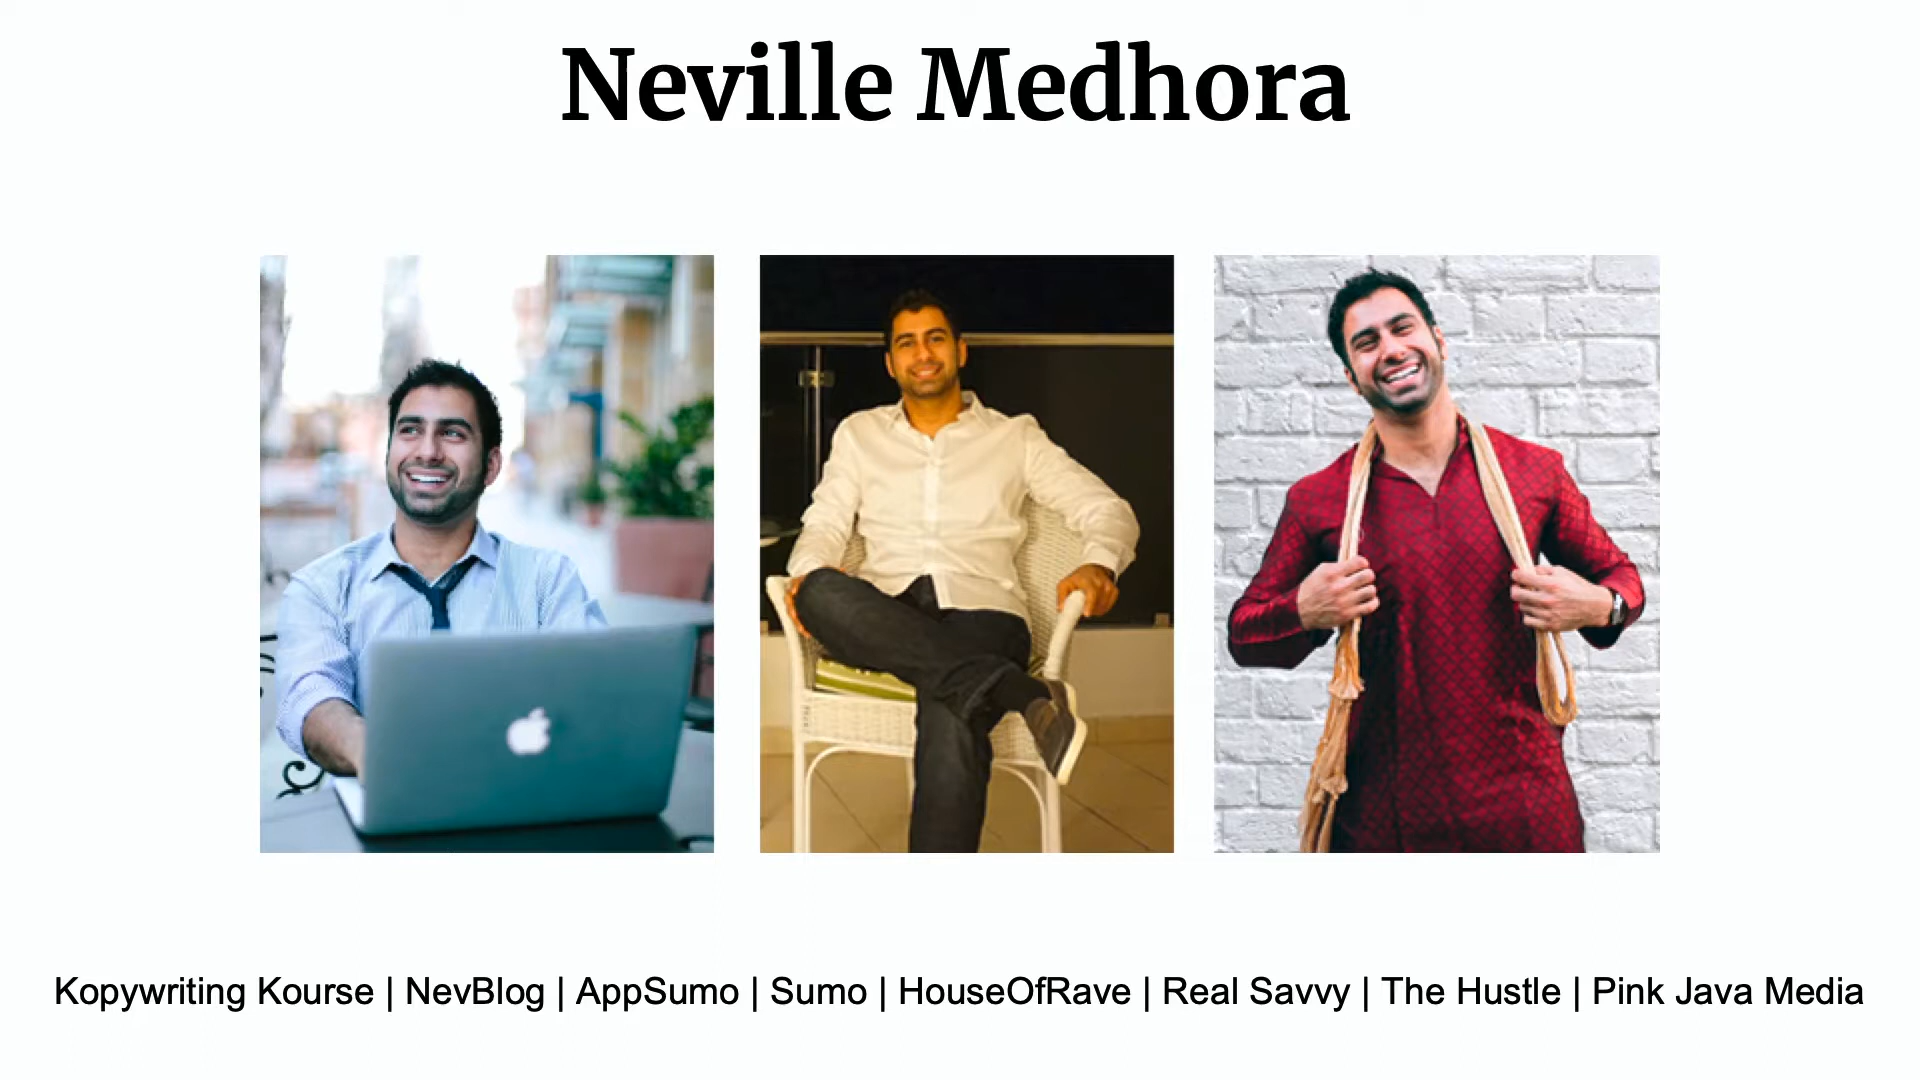 Neville Medhora
Kopywriting Kourse | NevBlog | AppSumo | Sumo | HouseOfRave | Real Savvy | The Hustle | Pink Java Media